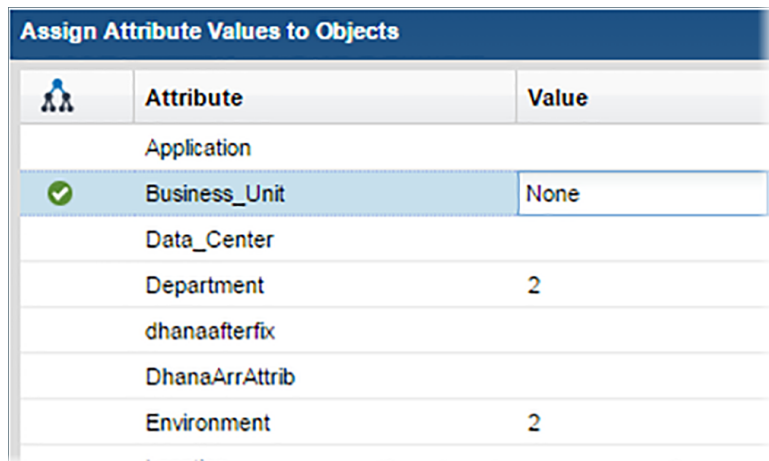 Assign Attribute Values to Objects
Attribute Value
Application
Business_Unit None
Data_Center
Department 2
dhanaafterfix
DhanaArrAttrib
Environment 2